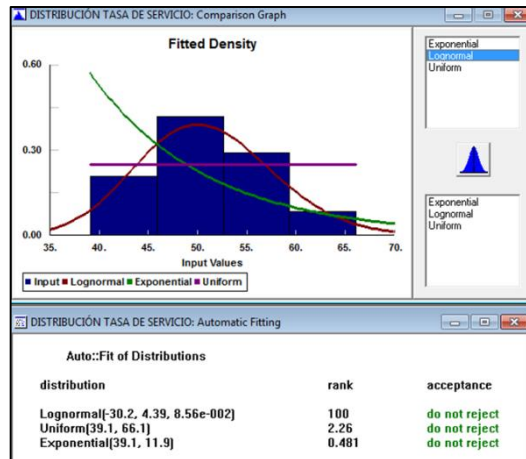 DISTRIBUCIÓN TASA DE SERVICIO: Comparison Graph
Fitted Density
0.60
0.30
0.00
35. 40. 45. 50. 55. 60. 65. 70.
Input Values
Input Lognormal Exponential Uniform
Exponential
Lognormal
Uniform
Exponential
Lognormal
Uniform
DISTRIBUCIÓN TASA DE SERVICIO: Automatic Fitting
Auto::Fit of Distributions
distribution rank acceptance
Lognormal(-30.2, 4.39, 8.56e-002) 100 do not reject
Uniform(39.1, 66.1) 2.26 do not reject
Exponential(39.1, 11.9) 0.481 do not reject